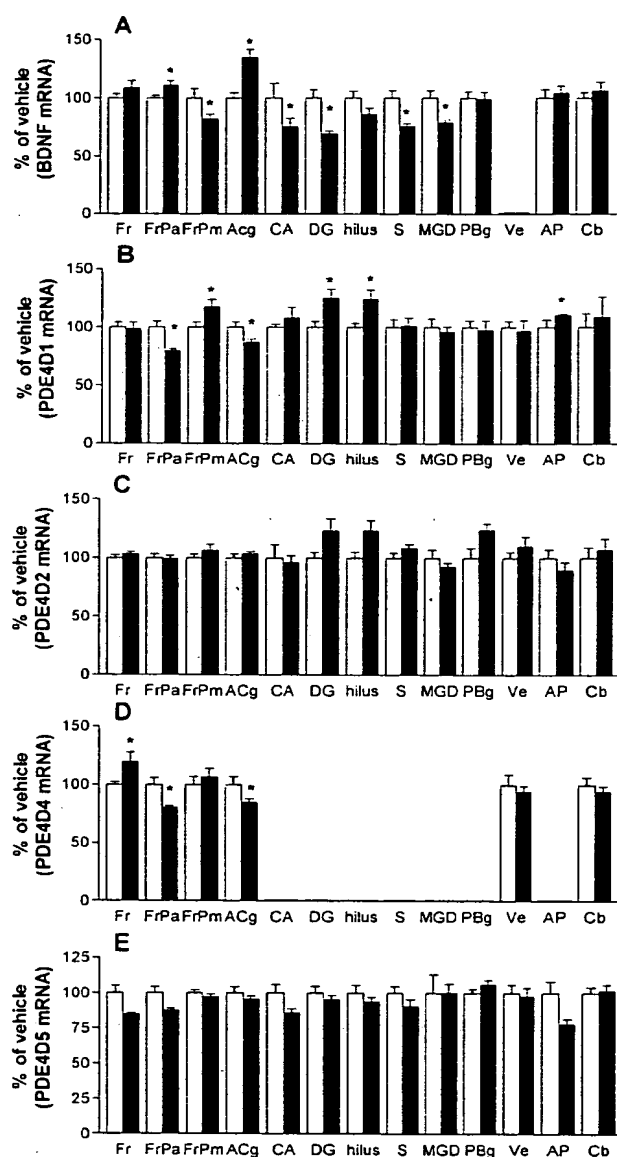 A
% of vehicle
(BDNF mRNA)
150
100
50
0
* * * * * * *
Fr FrPa FrPm Acg CA DG hilus S MGD PBg Ve AP Cb
B
% of vehicle
(PDE4D1 mRNA)
150
100
50
0
* * * * * *
Fr FrPa FrPm ACg CA DG hilus S MGD PBg Ve AP Cb
C
% of vehicle
(PDE4D2 mRNA)
150
100
50
0
Fr FrPa FrPm ACg CA DG hilus S MGD PBg Ve AP Cb
D
% of vehicle
(PDE4D4 mRNA)
150
100
50
0
* * *
Fr FrPa FrPm ACg CA DG hilus S MGD PBg Ve AP Cb
E
% of vehicle
(PDE4D5 mRNA)
125
100
75
50
25
0
Fr FrPa FrPm ACg CA DG hilus S MGD PBg Ve AP Cb